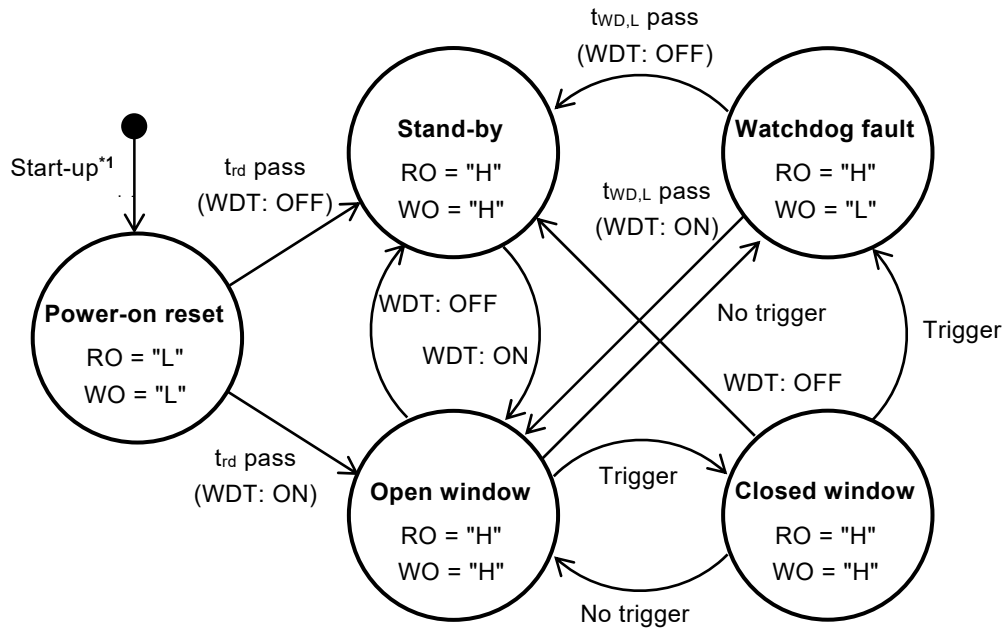 tWD,L pass
(WDT: OFF)
Start-up*1
trd pass
(WDT: OFF)
Stand-by
RO = "H"
WO = "H"
Watchdog fault
RO = "H"
WO = "L"
tWD,L pass
(WDT: ON)
Power-on reset
RO = "L"
WO = "L"
WDT: OFF
WDT: ON
No trigger
Trigger
WDT: OFF
trd pass
(WDT: ON)
Open window
RO = "H"
WO = "H"
Trigger
Closed window
RO = "H"
WO = "H"
No trigger